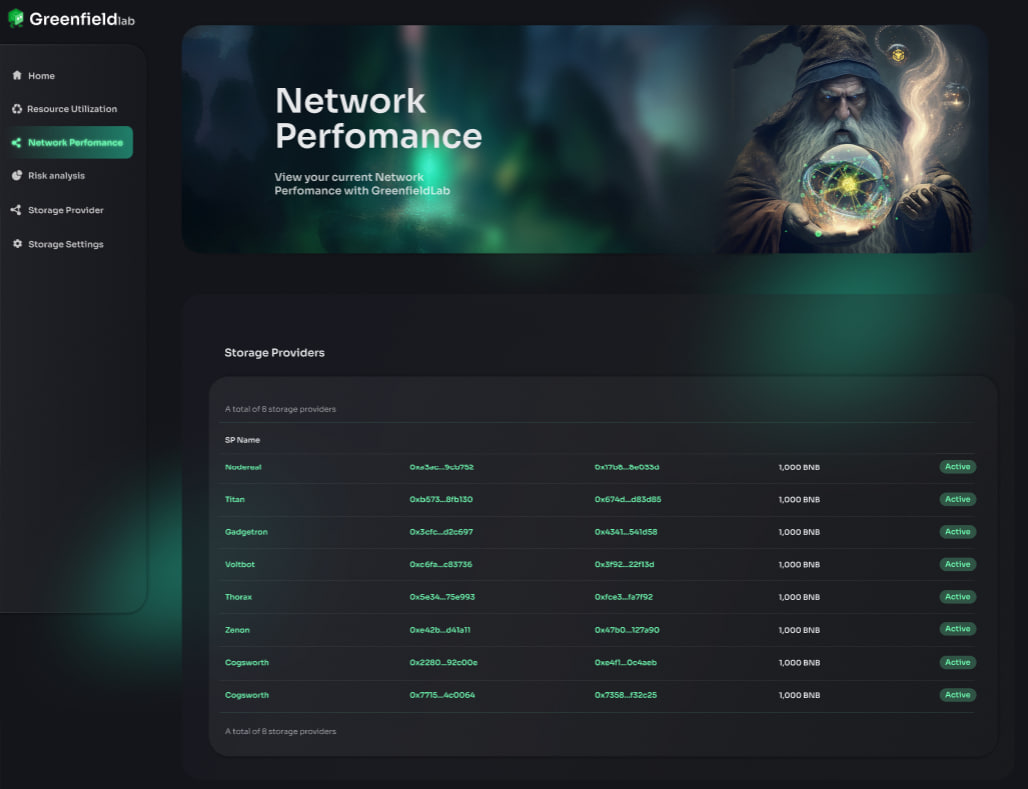 Greenfieldlab
Home
Resource Utilization
Network Perfomance
Risk analysis
Storage Provider
Storage Settings
Network
Perfomance
View your current Network
Perfomance with GreenfieldLab
Storage Providers
A total of 8 storage providers
SP Name
Nodereal 0xa3ac...9cb752 0x17b8...8e033d 1,000 BNB Active
Titan 0xb573...8fb130 0x674d...d83d85 1,000 BNB Active
Gadgetron 0x3cfc...d2c697 0x4341...541d58 1,000 BNB Active
Voltbot 0xc6fa...c83736 0x3f92...22f13d 1,000 BNB Active
Thorax 0x5e34...75e993 0xfce3...fa7f92 1,000 BNB Active
Zenon 0xe42b...d41a11 0x47b0...127a90 1,000 BNB Active
Cogsworth 0x2280...92c00e 0xe4f1...0c4aeb 1,000 BNB Active
Cogsworth 0x7715...4c0064 0x7358...f32c25 1,000 BNB Active
A total of 8 storage providers